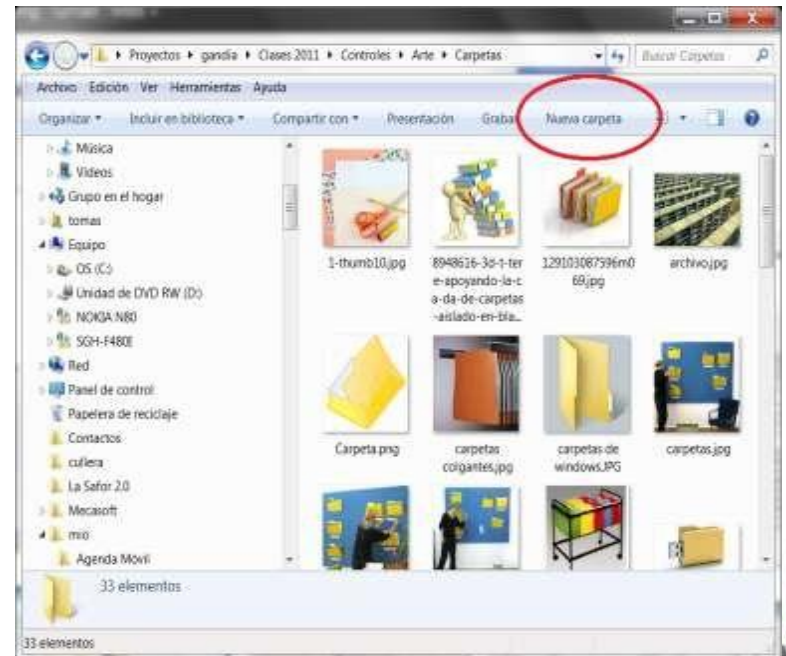 Proyectos ▸ gandia ▸ Clases 2011 ▸ Controles ▸ Arte ▸ Carpetas
Buscar Carpetas
Archivo Edición Ver Herramientas Ayuda
Organizar Incluir en biblioteca Compartir con Presentación Grabar Nueva carpeta
Música
Videos
Grupo en el hogar
tomas
Equipo
OS (C:)
Unidad de DVD RW (D:)
NOKIA N80
SGH-F480I
Red
Panel de control
Papelera de reciclaje
Contactos
cullera
La Safor 2.0
Mecasoft
mio
Agenda Movil
1-thumb10.jpg
8948616-3d-t-ter
e-apoyando-la-c
a-da-de-carpetas
-aislado-en-bla...
129103087596m0
69.jpg
archivo.jpg
Carpeta.png
carpetas
colgantes.jpg
carpetas de
windows.JPG
carpetas.jpg
33 elementos
33 elementos